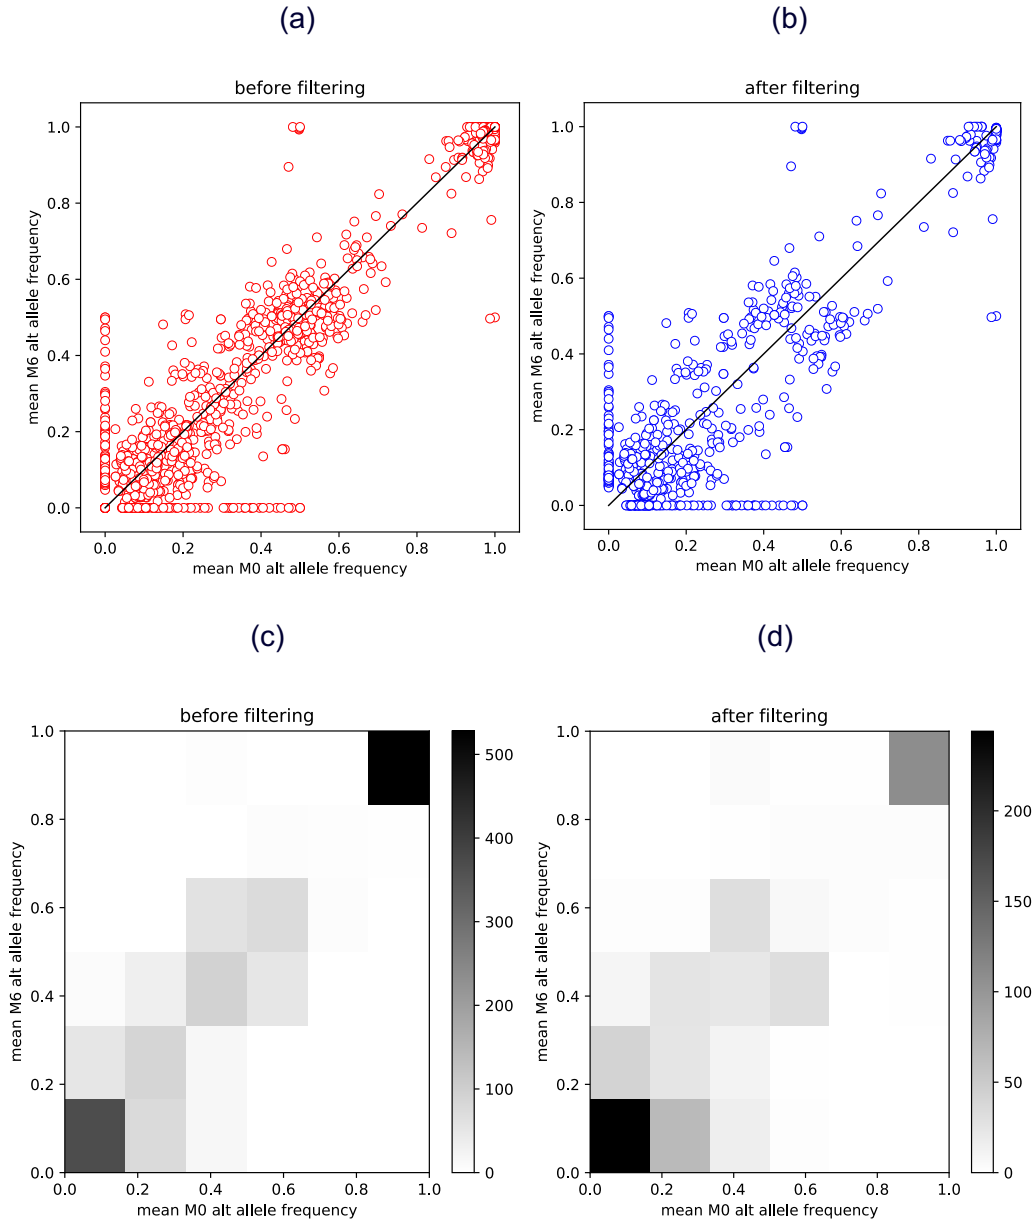 (a)
(b)
before filtering
after filtering
1.0
0.8
0.6
0.4
0.2
0.0
mean M6 alt allele frequency
0.0 0.2 0.4 0.6 0.8 1.0
mean M0 alt allele frequency
1.0
0.8
0.6
0.4
0.2
0.0
mean M6 alt allele frequency
0.0 0.2 0.4 0.6 0.8 1.0
mean M0 alt allele frequency
(c)
(d)
before filtering
after filtering
1.0
0.8
0.6
0.4
0.2
0.0
mean M6 alt allele frequency
0.0 0.2 0.4 0.6 0.8 1.0
mean M0 alt allele frequency
500
400
300
200
100
0
1.0
0.8
0.6
0.4
0.2
0.0
mean M6 alt allele frequency
0.0 0.2 0.4 0.6 0.8 1.0
mean M0 alt allele frequency
200
150
100
50
0